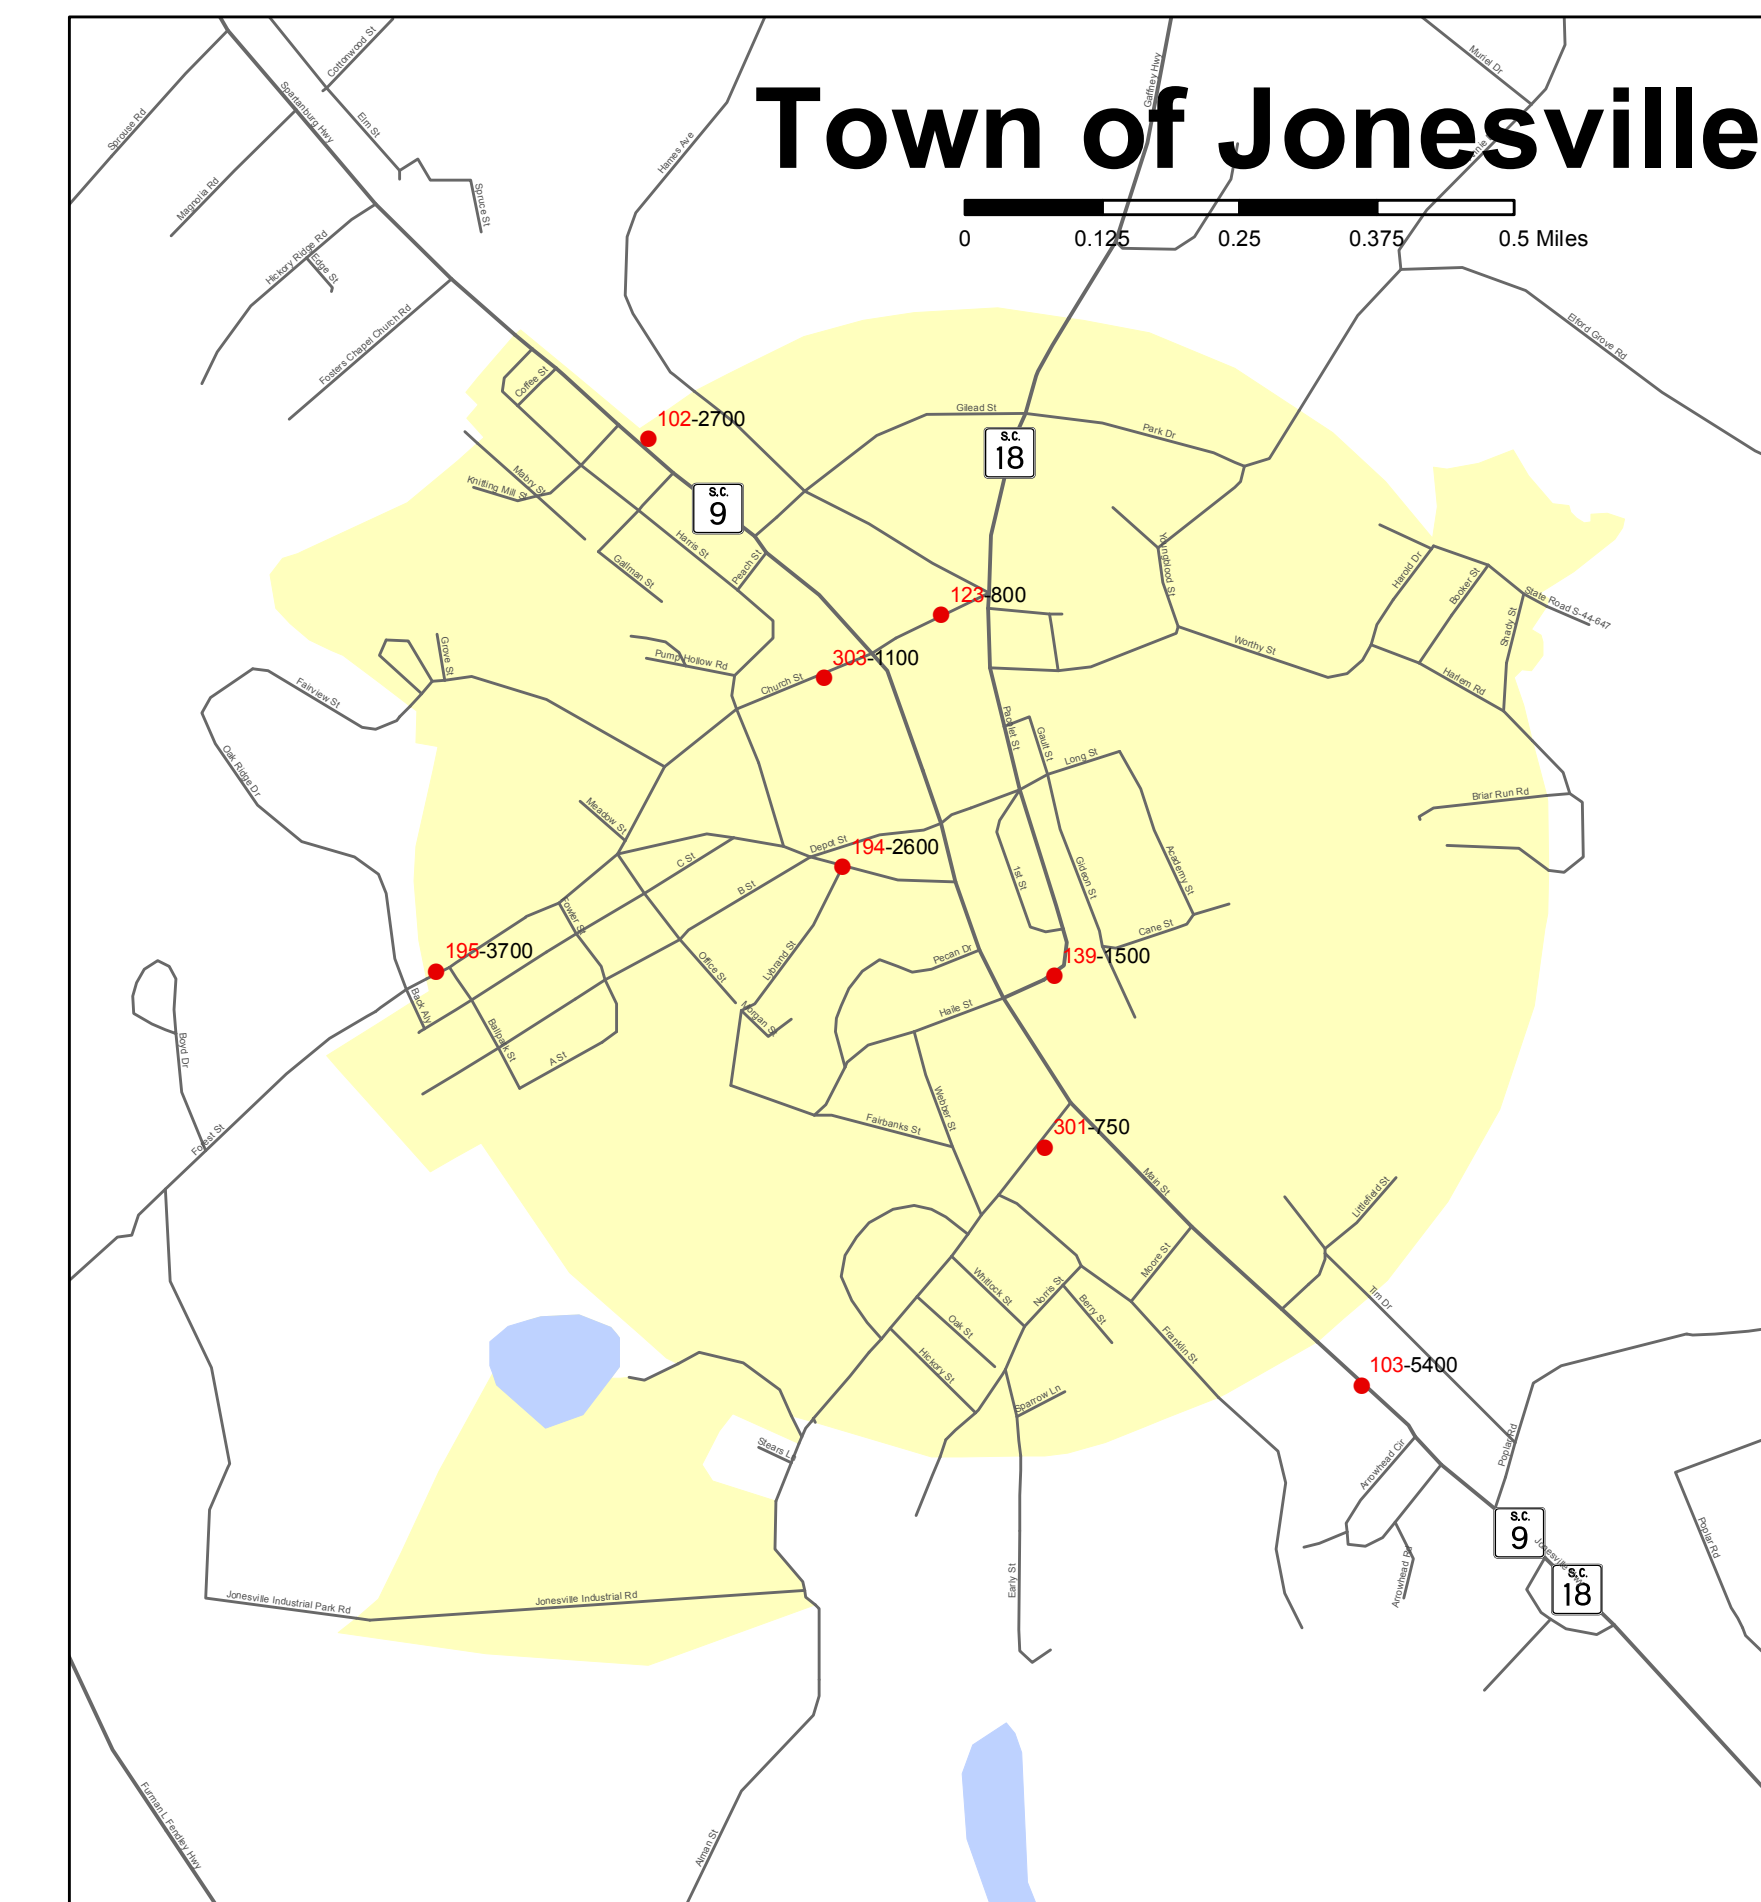 Town of Jonesville
0 0.125 0.25 0.375 0.5 Miles
Cottonwood St
Sprouse Rd
Spartanburg Hwy
Elm St
Hames Ave
Gaffney Hwy
Muriel Dr
Magnolia Rd
Spruce St
Hickory Ridge Rd
Edge St
Fosters Chapel Church Rd
Elford Grove Rd
Coffee St
102-2700
Gilead St
Park Dr
S.C.
18
Mabry St
Knitting Mill St
S.C.
9
Harris St
Peach St
Gallman St
Youngblood St
Harold Dr
Booker St
State Road S-44-647
Shady St
123-800
303-1100
Grove St
Pump Hollow Rd
Church St
Worthy St
Harlem Rd
Fairview St
Oak Ridge Dr
Pacolet St
Gault St
Long St
Briar Run Rd
Meadow St
Depot St
194-2600
C St
B St
1st St
Gideon St
Academy St
Fowler St
Cane St
195-3700
Office St
Lybrand St
Pecan Dr
139-1500
Back Aly
Morgan St
Haile St
Ballpark St
A St
Boyd Dr
Webber St
Fairbanks St
301-750
Forest St
Main St
Littlefield St
Moore St
Whitlock St
Norris St
Berry St
Tim Dr
Oak St
Franklin St
Hickory St
103-5400
Sparrow Ln
Stears Ln
Arrowhead Cir
Poplar Rd
S.C.
9
Poplar Rd
S.C.
18
Early St
Arrowhead Rd
Jonesville Industrial Park Rd
Jonesville Industrial Rd
Furman L Fendley Hwy
Alman St